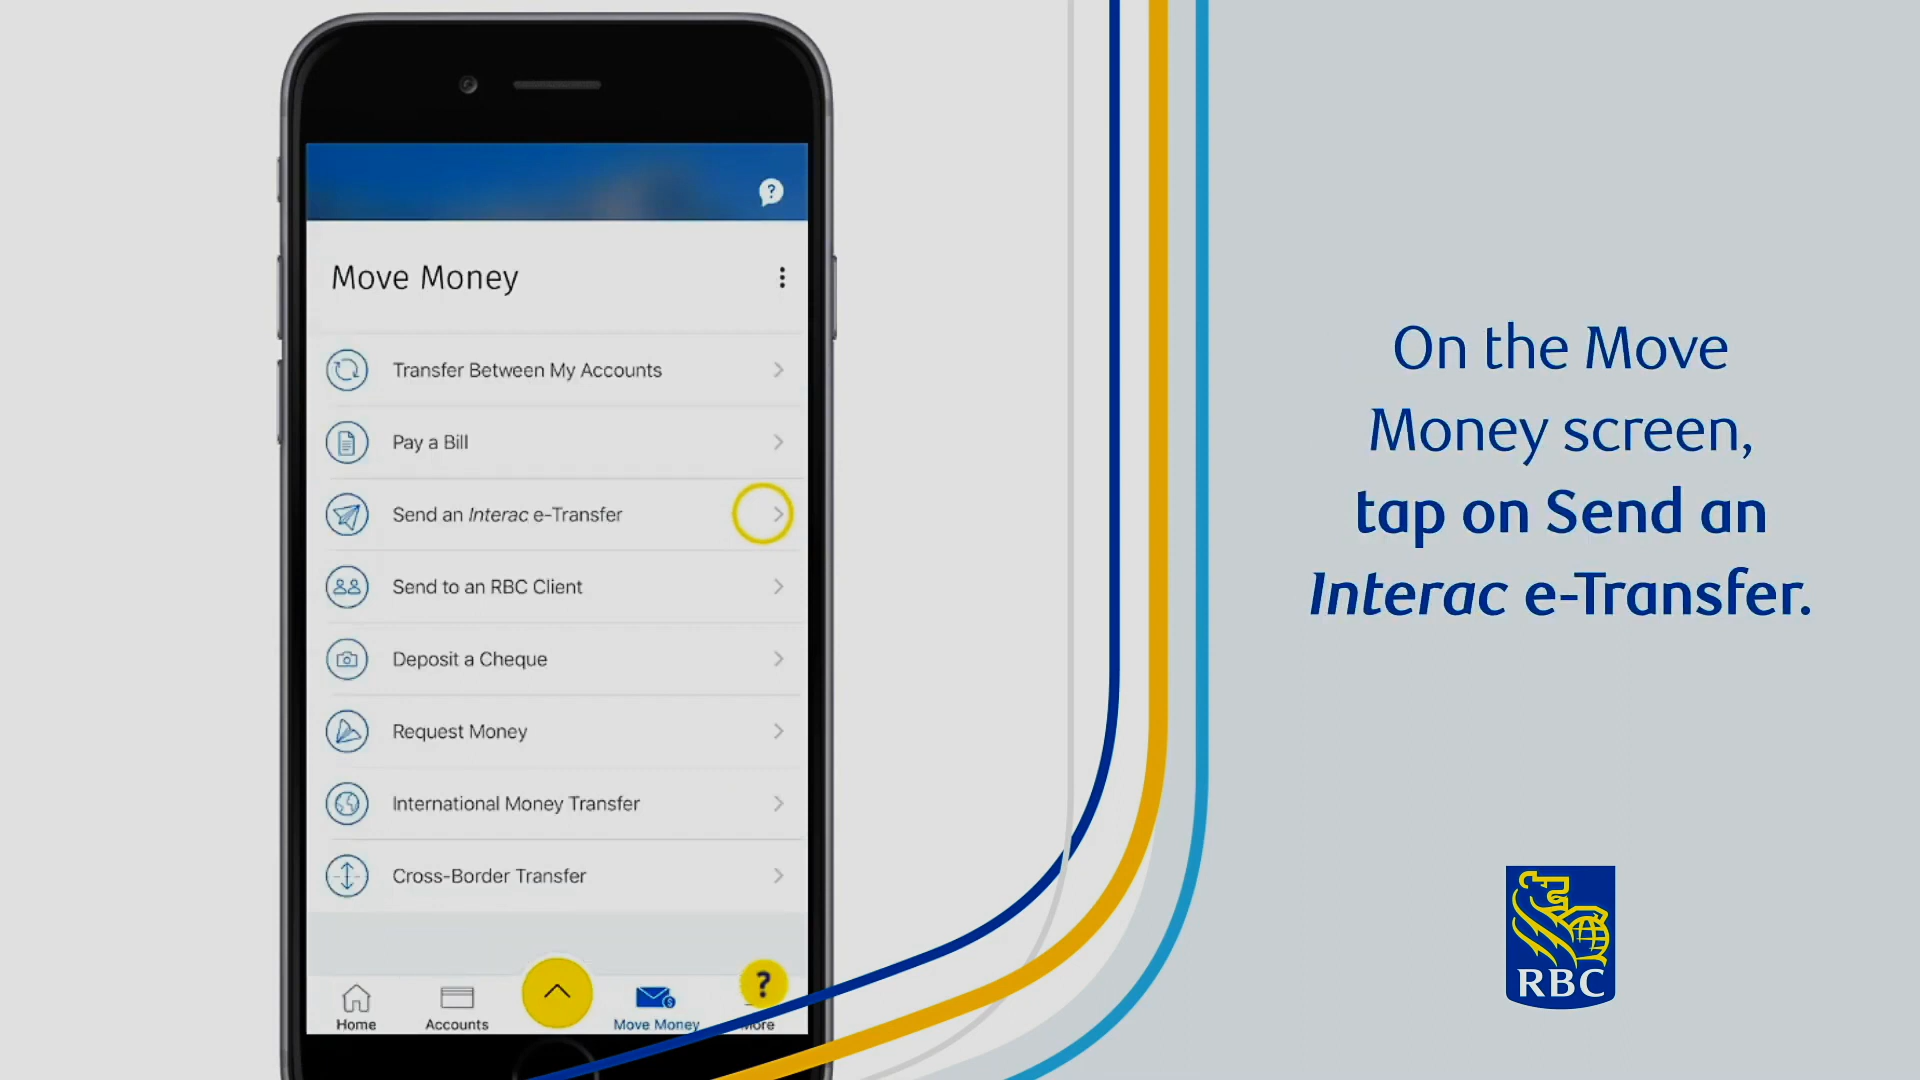 ?
Move Money
Transfer Between My Accounts
Pay a Bill
Send an Interac e-Transfer
Send to an RBC Client
Deposit a Cheque
Request Money
International Money Transfer
Cross-Border Transfer
?
Home
Accounts
Move Money
More
On the Move
Money screen,
tap on Send an
Interac e-Transfer.
RBC